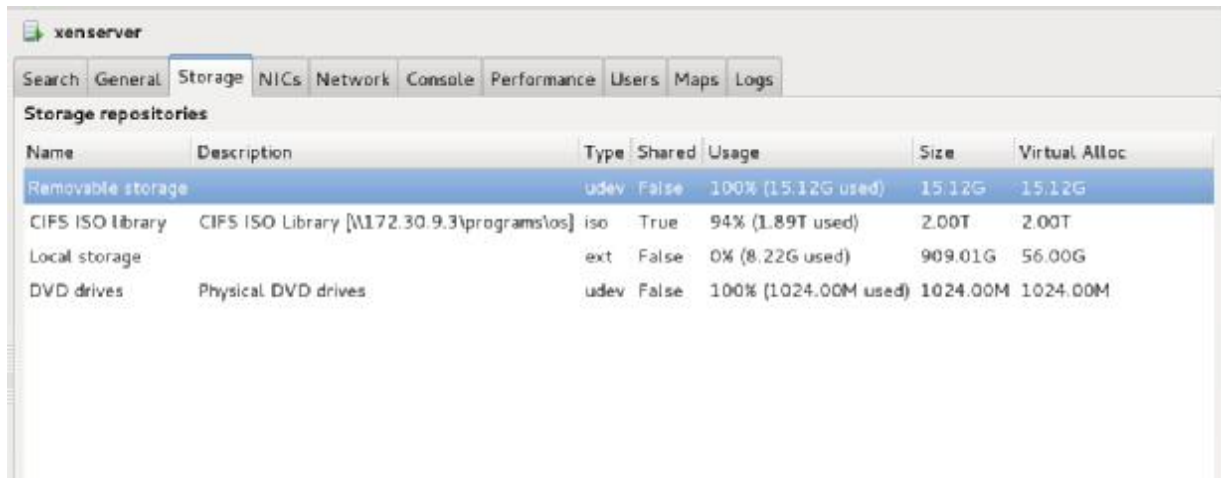 xenserver
Search General Storage NICs Network Console Performance Users Maps Logs
Storage repositories
Name Description Type Shared Usage Size Virtual Alloc
Removable storage udev False 100% (15.12G used) 15.12G 15.12G
CIFS ISO library CIFS ISO Library [\\172.30.9.3\programs\os] iso True 94% (1.89T used) 2.00T 2.00T
Local storage ext False 0% (8.22G used) 909.01G 56.00G
DVD drives Physical DVD drives udev False 100% (1024.00M used) 1024.00M 1024.00M